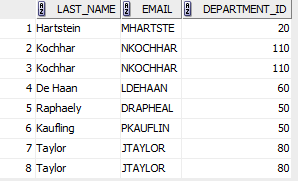 LAST_NAME EMAIL DEPARTMENT_ID
1 Hartstein MHARTSTE 20
2 Kochhar NKOCHHAR 110
3 Kochhar NKOCHHAR 110
4 De Haan LDEHAAN 60
5 Raphaely DRAPHEAL 50
6 Kaufling PKAUFLIN 50
7 Taylor JTAYLOR 80
8 Taylor JTAYLOR 80